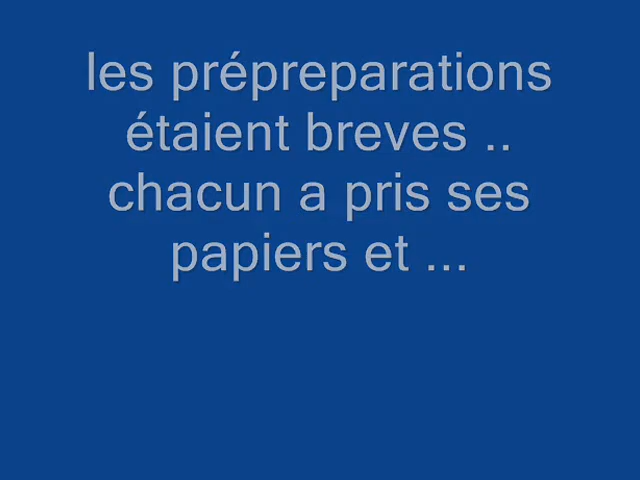 les prépreparations
étaient breves ..
chacun a pris ses
papiers et ...